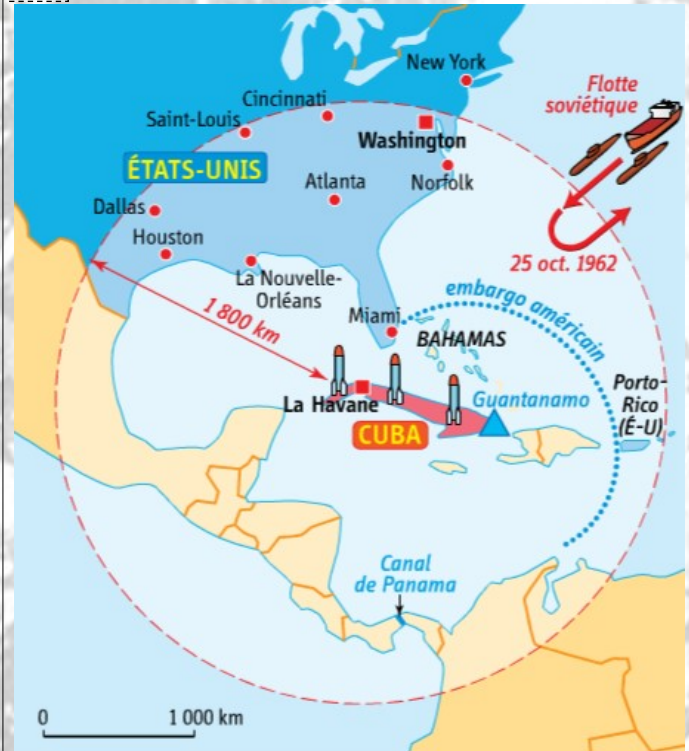 New York
Flotte
soviétique
Cincinnati
Saint-Louis
Washington
ÉTATS-UNIS
Atlanta
Norfolk
Dallas
Houston
25 oct. 1962
La Nouvelle-
Orléans
embargo américain
1 800 km
Miami
BAHAMAS
La Havane
Guantanamo
Porto-
Rico
(É-U)
CUBA
Canal
de Panama
0
1 000 km